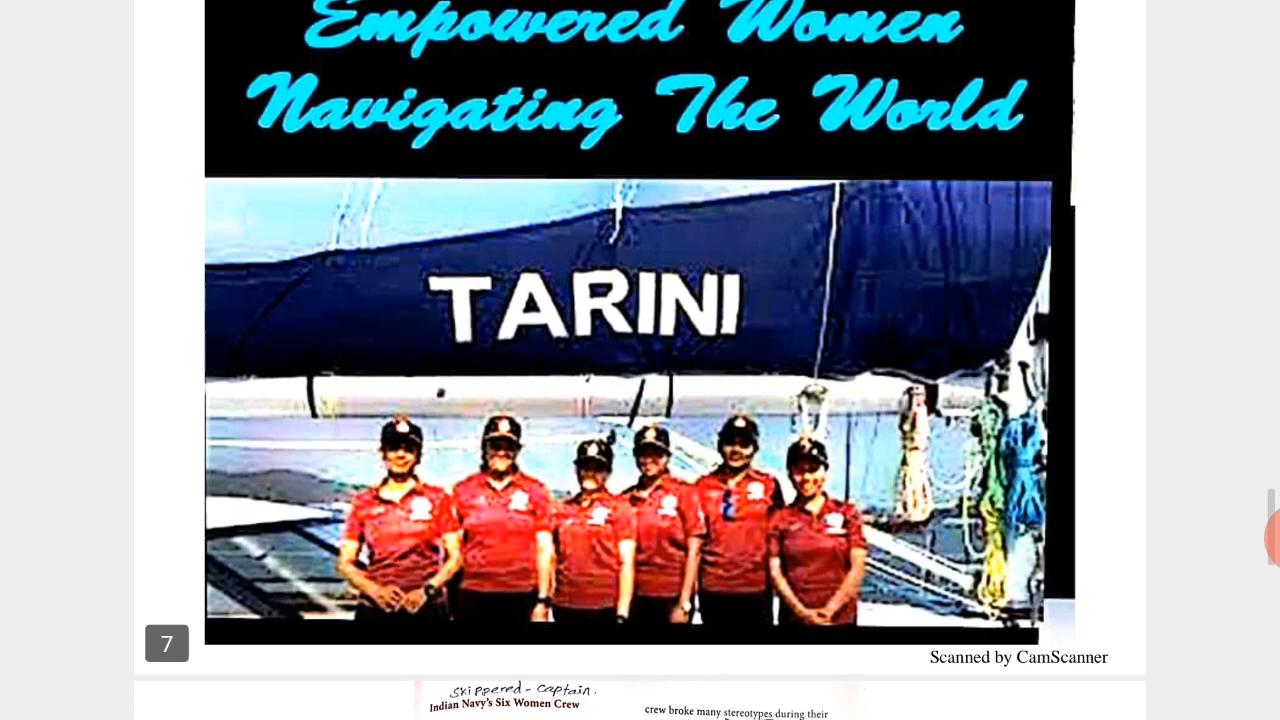 Empowered Women
Navigating The World
TARINI
7
Scanned by CamScanner
Skippered - Captain.
Indian Navy's Six Women Crew
crew broke many stereotypes during their